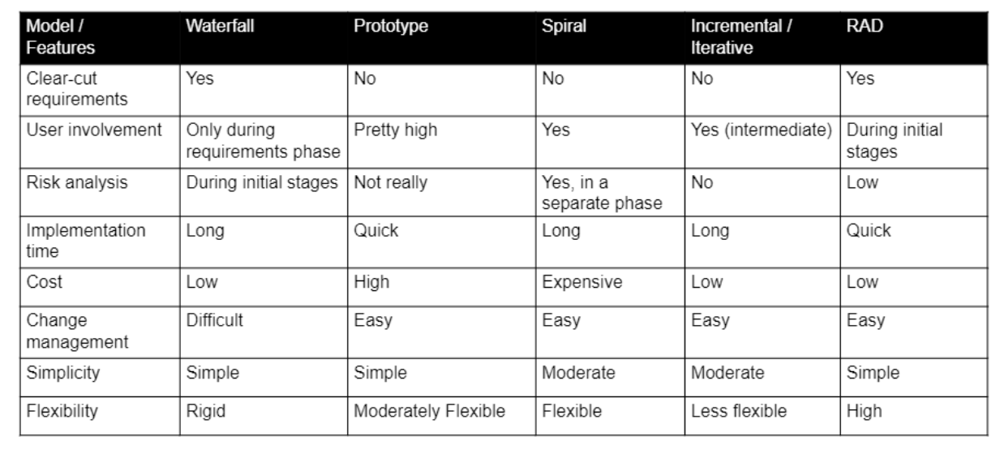 Model / Features Waterfall Prototype Spiral Incremental / Iterative RAD
Clear-cut requirements Yes No No No Yes
User involvement Only during requirements phase Pretty high Yes Yes (intermediate) During initial stages
Risk analysis During initial stages Not really Yes, in a separate phase No Low
Implementation time Long Quick Long Long Quick
Cost Low High Expensive Low Low
Change management Difficult Easy Easy Easy Easy
Simplicity Simple Simple Moderate Moderate Simple
Flexibility Rigid Moderately Flexible Flexible Less flexible High